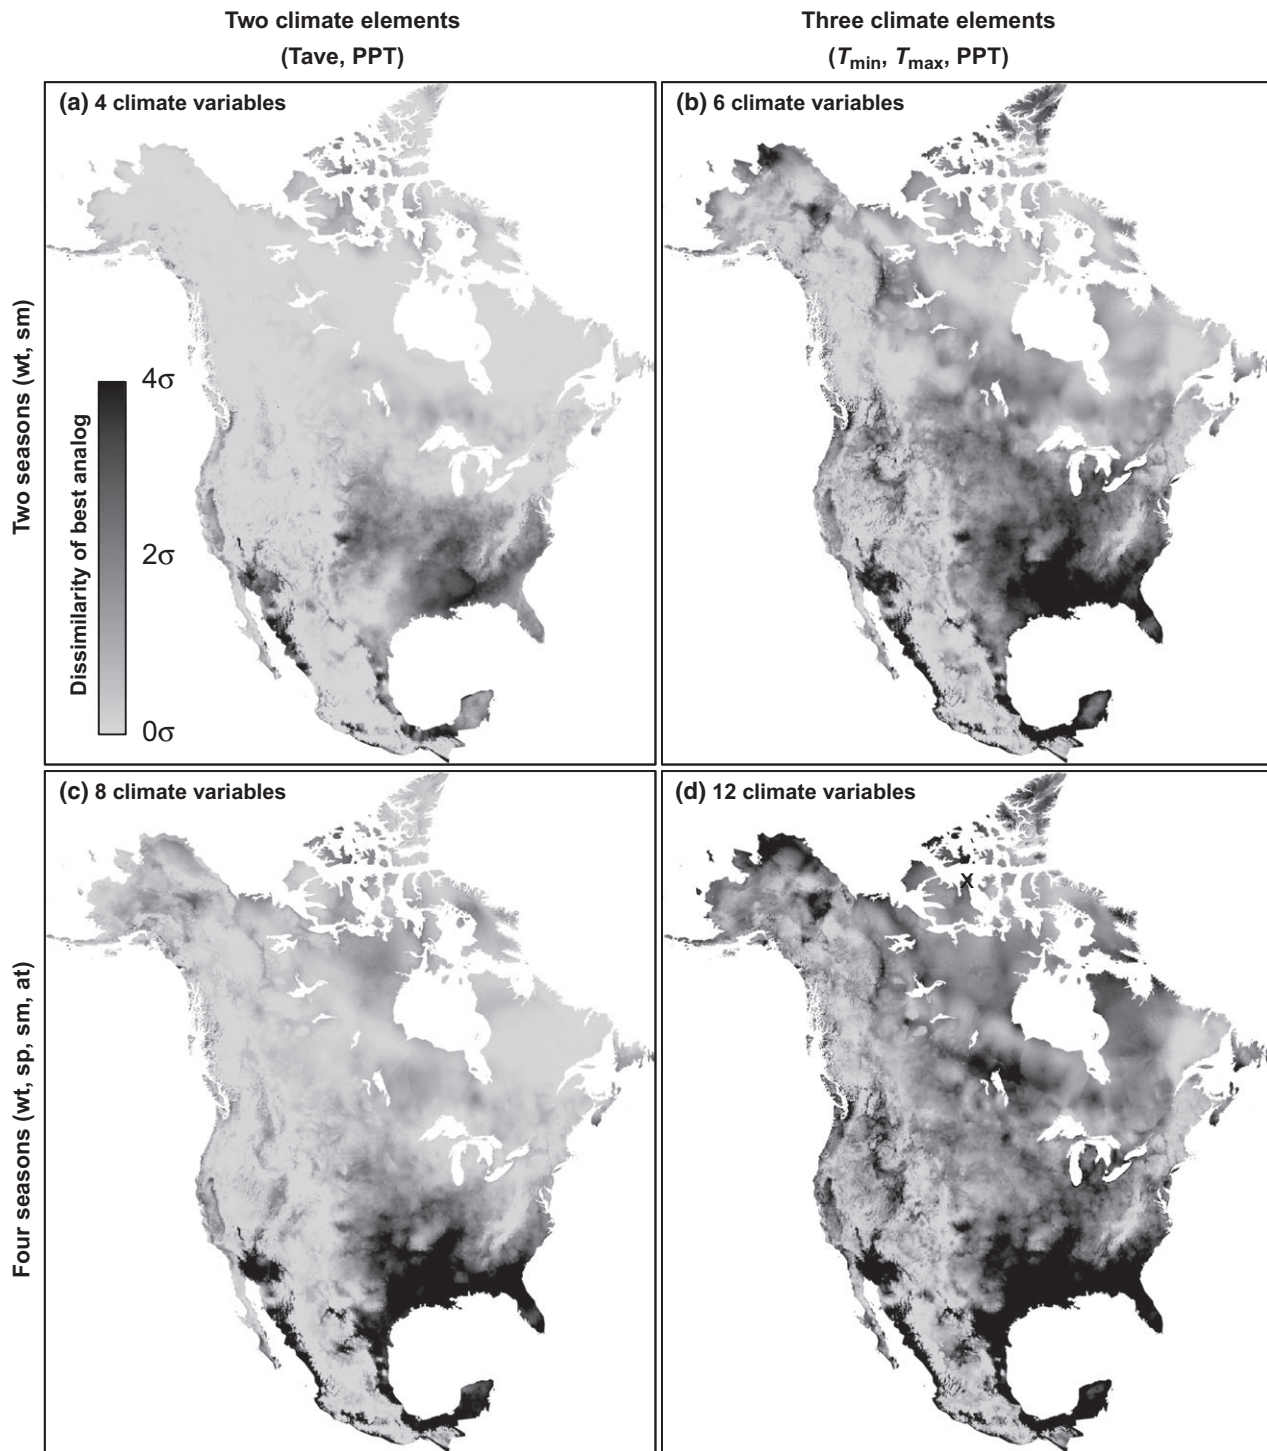 Two climate elements
(Tave, PPT)
Three climate elements
(Tmin, Tmax, PPT)
Two seasons (wt, sm)
(a) 4 climate variables
Dissimilarity of best analog
4σ
2σ
0σ
(b) 6 climate variables
Four seasons (wt, sp, sm, at)
(c) 8 climate variables
(d) 12 climate variables
X